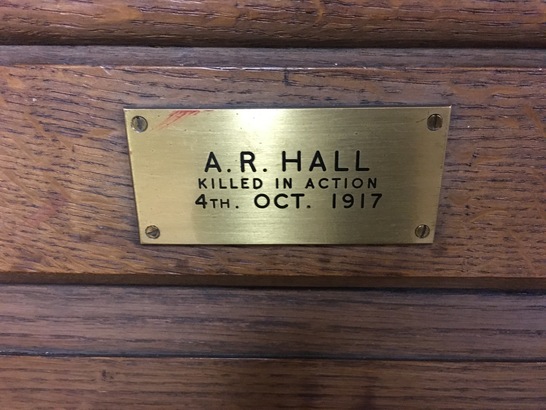 A.R. HALL
KILLED IN ACTION
4TH. OCT. 1917